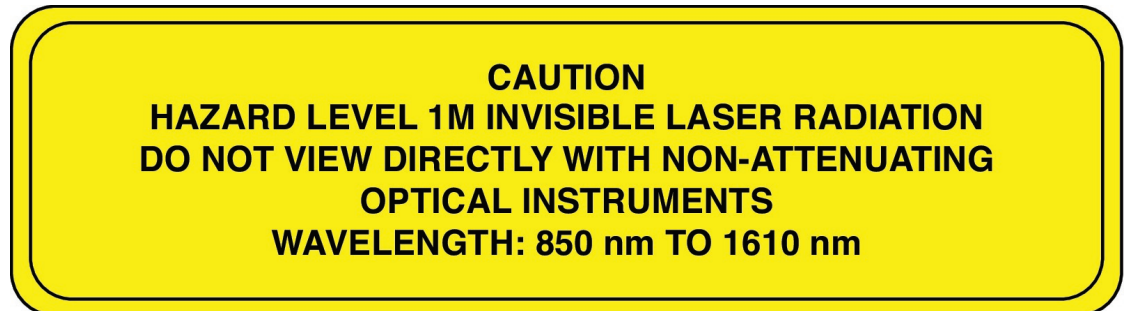 CAUTION
HAZARD LEVEL 1M INVISIBLE LASER RADIATION
DO NOT VIEW DIRECTLY WITH NON-ATTENUATING
OPTICAL INSTRUMENTS
WAVELENGTH: 850 nm TO 1610 nm